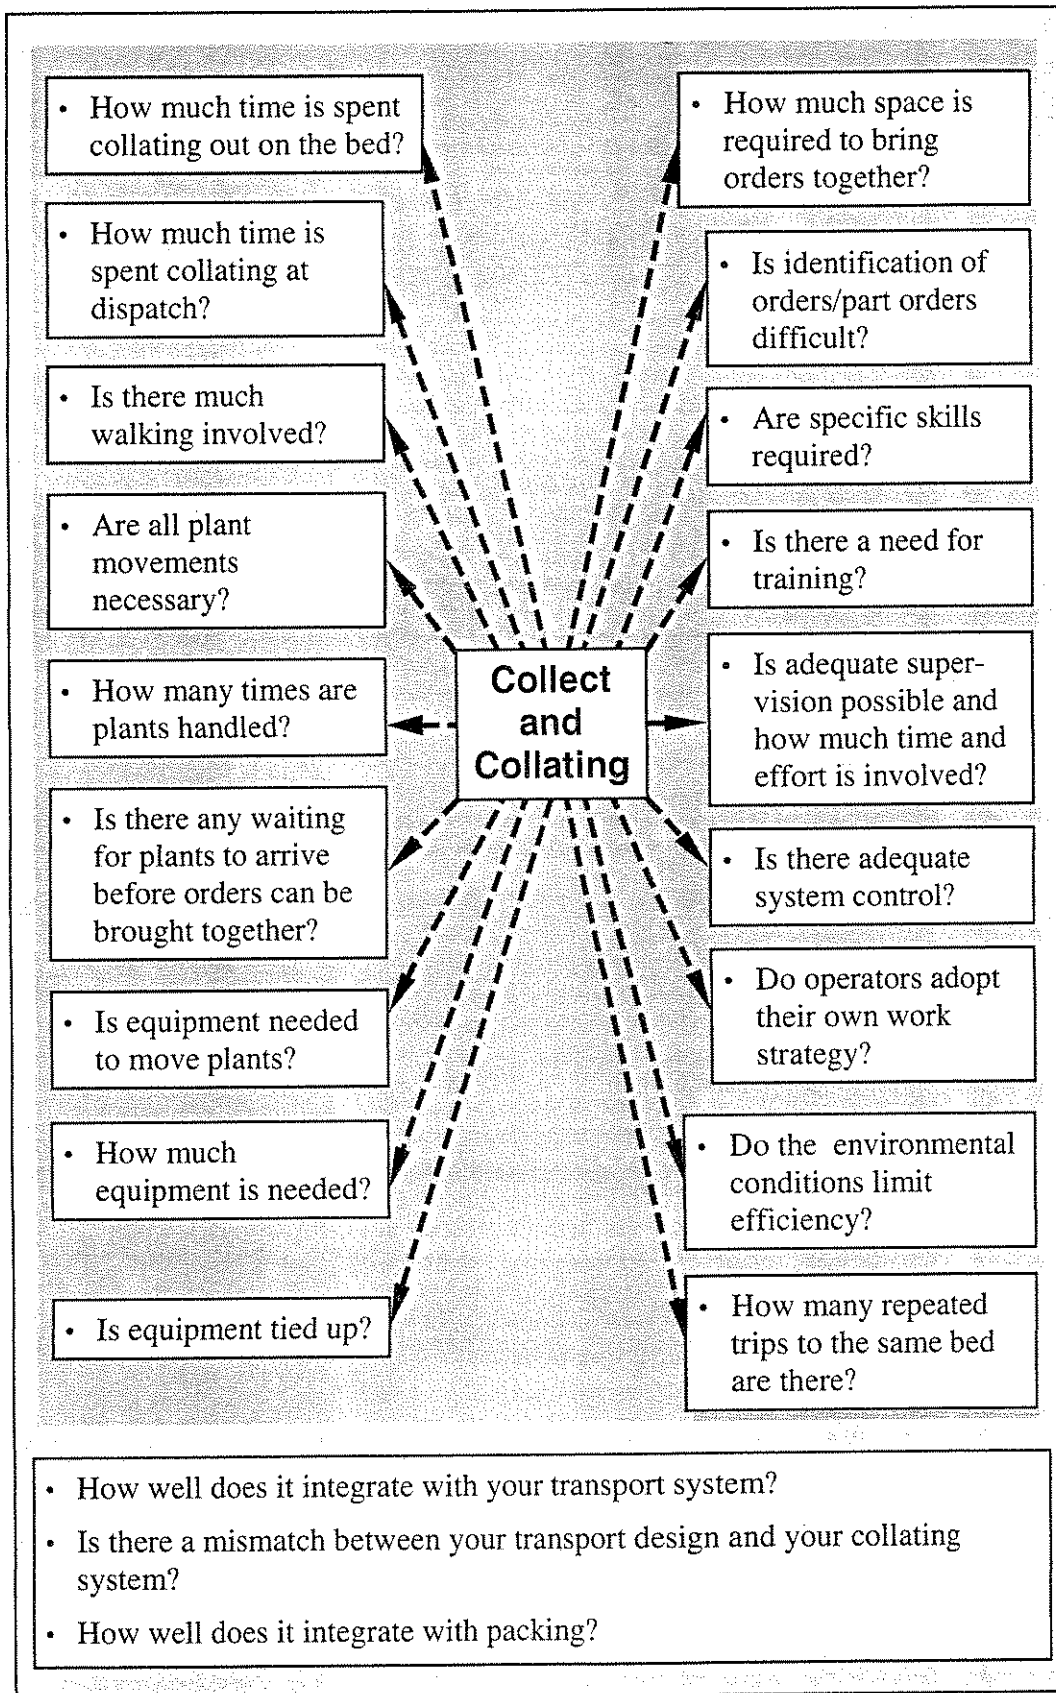 • How much time is spent
collating out on the bed?
• How much time is
spent collating at
dispatch?
• Is there much
walking involved?
• Are all plant
movements
necessary?
• How many times are
plants handled?
• Is there any waiting
for plants to arrive
before orders can be
brought together?
• Is equipment needed
to move plants?
• How much
equipment is needed?
• Is equipment tied up?
Collect
and
Collating
• How much space is
required to bring
orders together?
• Is identification of
orders/part orders
difficult?
• Are specific skills
required?
• Is there a need for
training?
• Is adequate super-
vision possible and
how much time and
effort is involved?
• Is there adequate
system control?
• Do operators adopt
their own work
strategy?
• Do the environmental
conditions limit
efficiency?
• How many repeated
trips to the same bed
are there?
• How well does it integrate with your transport system?
• Is there a mismatch between your transport design and your collating
system?
• How well does it integrate with packing?